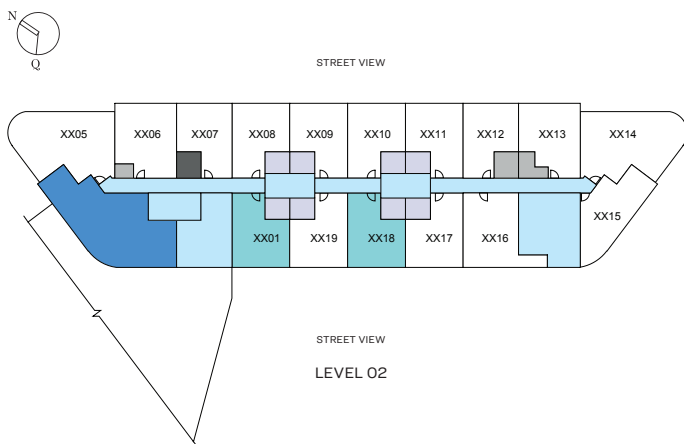 N
Q
STREET VIEW
XX05 XX06 XX07 XX08 XX09 XX10 XX11 XX12 XX13 XX14
XX15
XX01 XX19 XX18 XX17 XX16
STREET VIEW
LEVEL 02